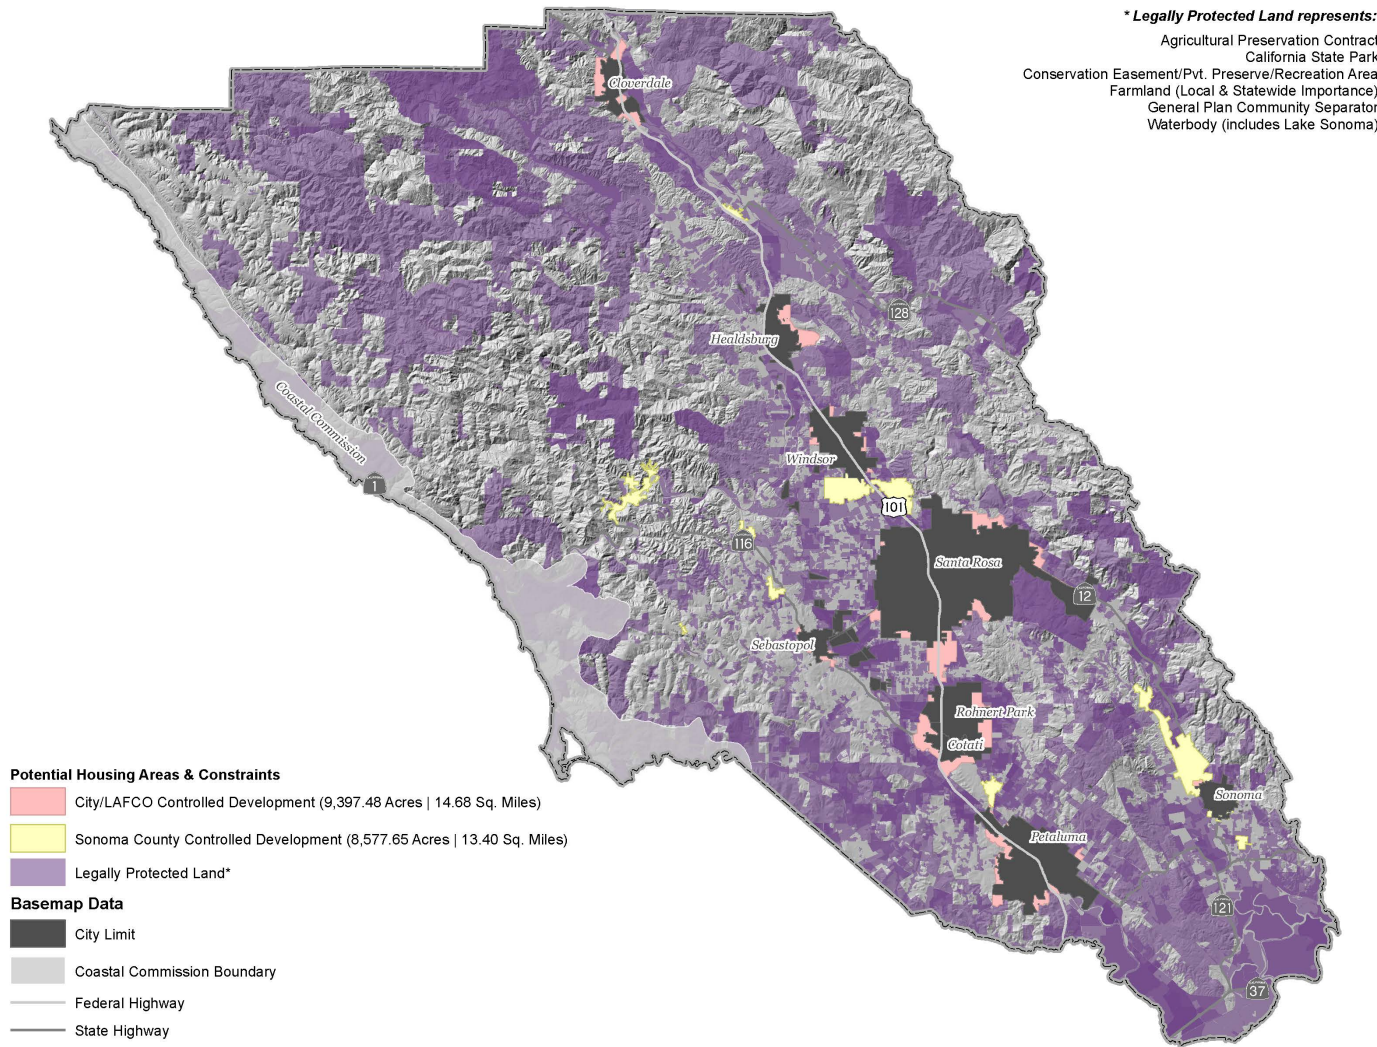 * Legally Protected Land represents:
Agricultural Preservation Contract
California State Park
Conservation Easement/Pvt. Preserve/Recreation Area
Farmland (Local & Statewide Importance)
General Plan Community Separator
Waterbody (includes Lake Sonoma)
Cloverdale
128
Healdsburg
Coastal Commission
1
Windsor
101
116
Santa Rosa
12
Sebastopol
Rohnert Park
Cotati
Sonoma
Petaluma
121
37
Potential Housing Areas & Constraints
City/LAFCO Controlled Development (9,397.48 Acres | 14.68 Sq. Miles)
Sonoma County Controlled Development (8,577.65 Acres | 13.40 Sq. Miles)
Legally Protected Land*
Basemap Data
City Limit
Coastal Commission Boundary
Federal Highway
State Highway